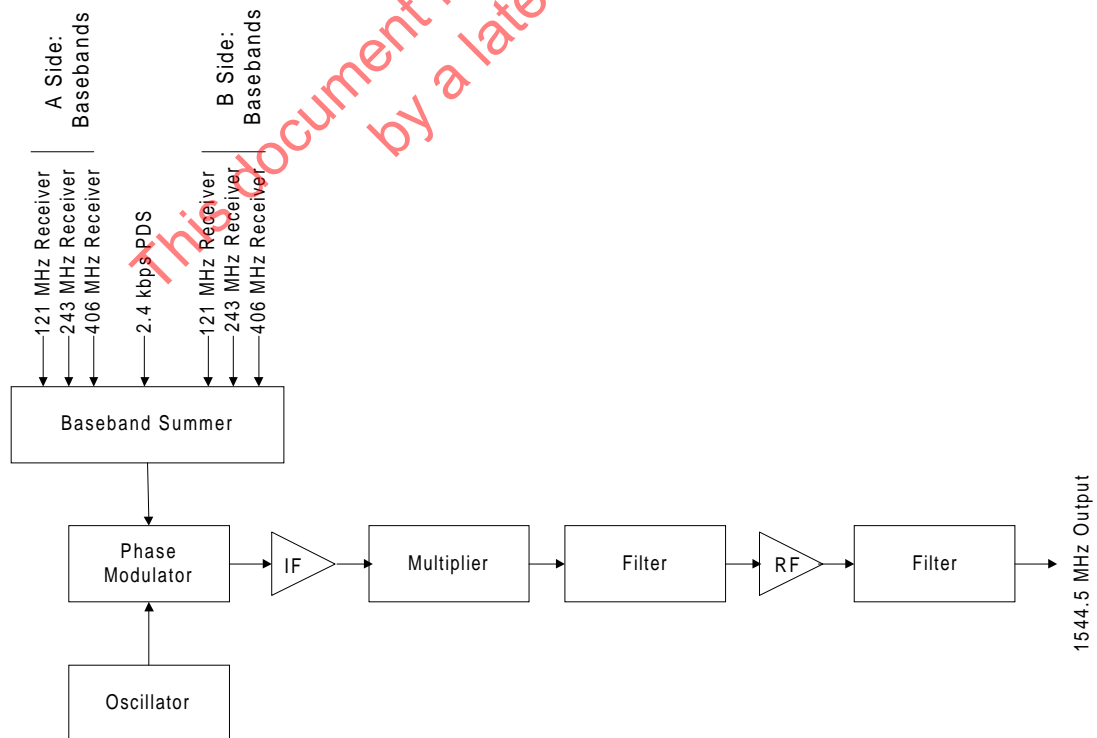 This document
by a late
A Side:
Basebands
B Side:
Basebands
121 MHz Receiver
243 MHz Receiver
406 MHz Receiver
2.4 kbps PDS
121 MHz Receiver
243 MHz Receiver
406 MHz Receiver
Baseband Summer
Phase
Modulator
IF
Multiplier
Filter
RF
Filter
1544.5 MHz Output
Oscillator